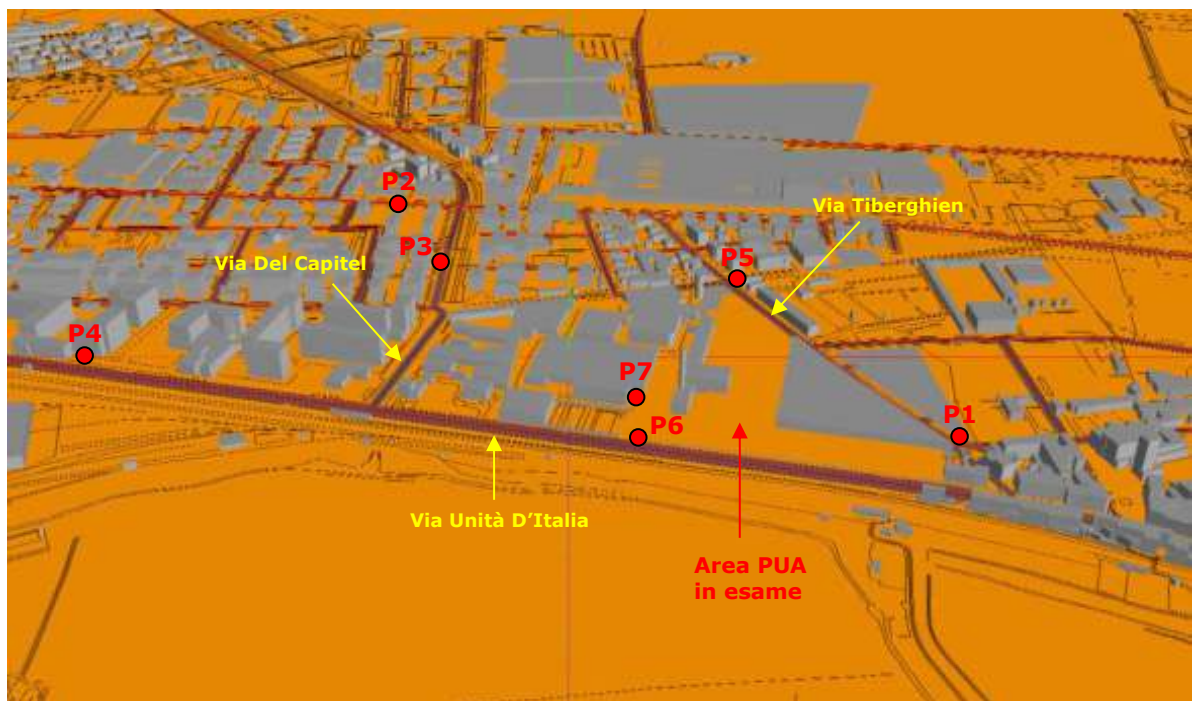 P2
Via Tiberghien
P3
Via Del Capitel
P5
P4
P7
P1
P6
Via Unità D’Italia
Area PUA
in esame